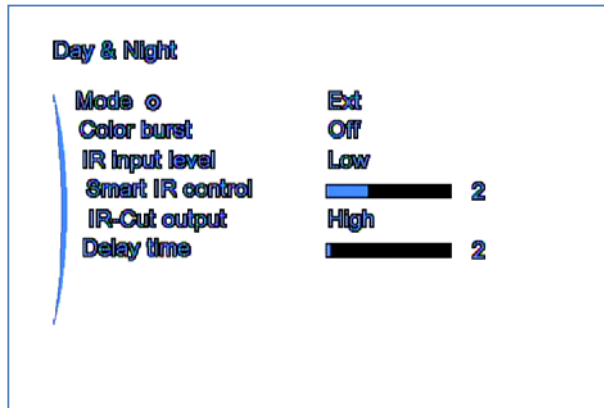 Day & Night
Mode Ext
Color burst Off
IR input level Low
Smart IR control 2
IR-Cut output High
Delay time 2